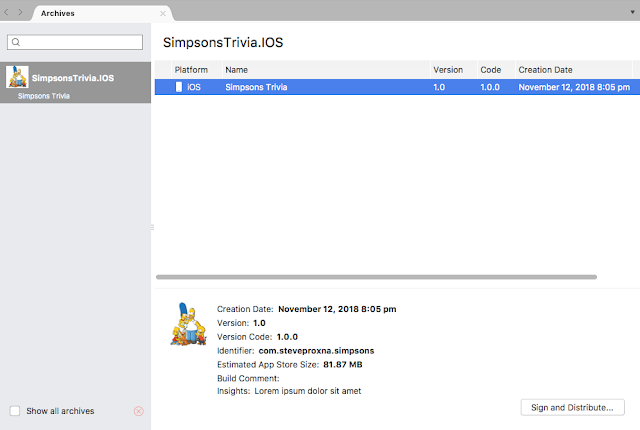 Archives
SimpsonsTrivia.IOS
SimpsonsTrivia.IOS
Simpsons Trivia
Platform Name Version Code Creation Date
IOS Simpsons Trivia 1.0 1.0.0 November 12, 2018 8:05 pm
Creation Date: November 12, 2018 8:05 pm
Version: 1.0
Version Code: 1.0.0
Identifier: com.steveproxna.simpsons
Estimated App Store Size: 81.87 MB
Build Comment:
Insights: Lorem ipsum dolor sit amet
Show all archives
Sign and Distribute...